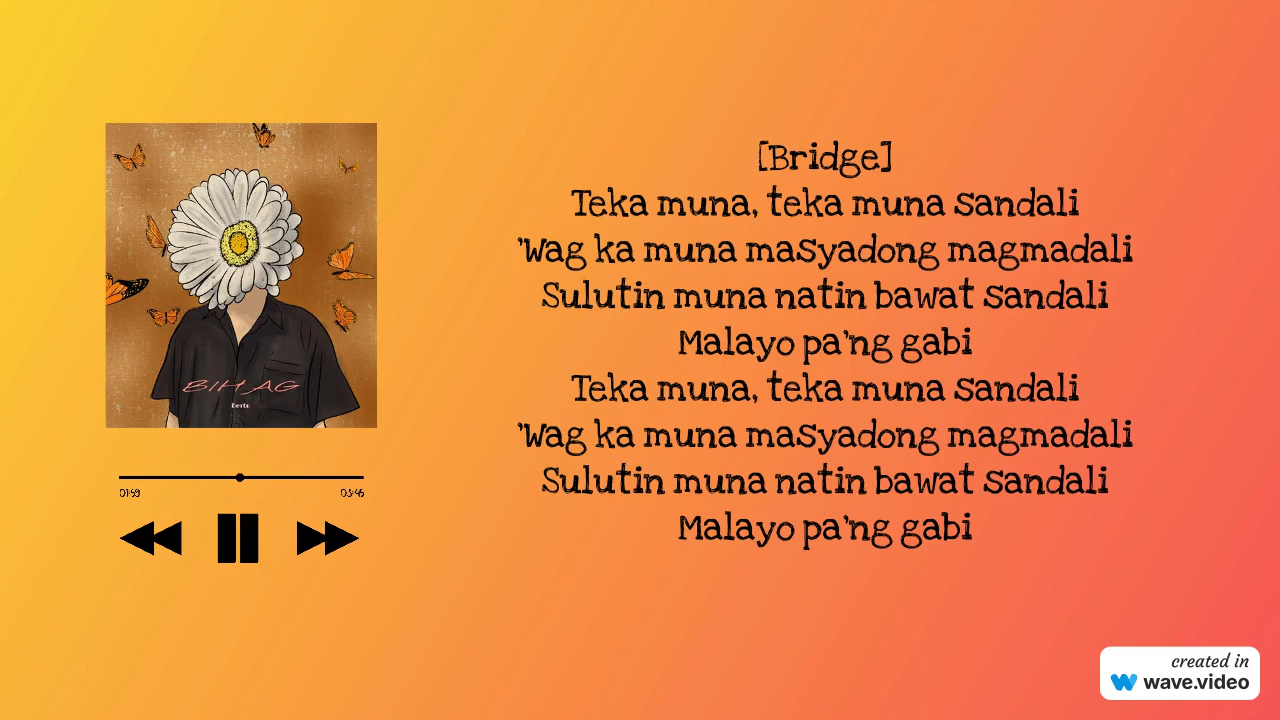 [Bridge]
Teka muna, teka muna sandali
'Wag ka muna masyadong magmadali
Sulutin muna natin bawat sandali
Malayo pa'ng gabi
Teka muna, teka muna sandali
'Wag ka muna masyadong magmadali
Sulutin muna natin bawat sandali
Malayo pa'ng gabi
BIHAG
Berto
01:59
03:45
created in
wave.video